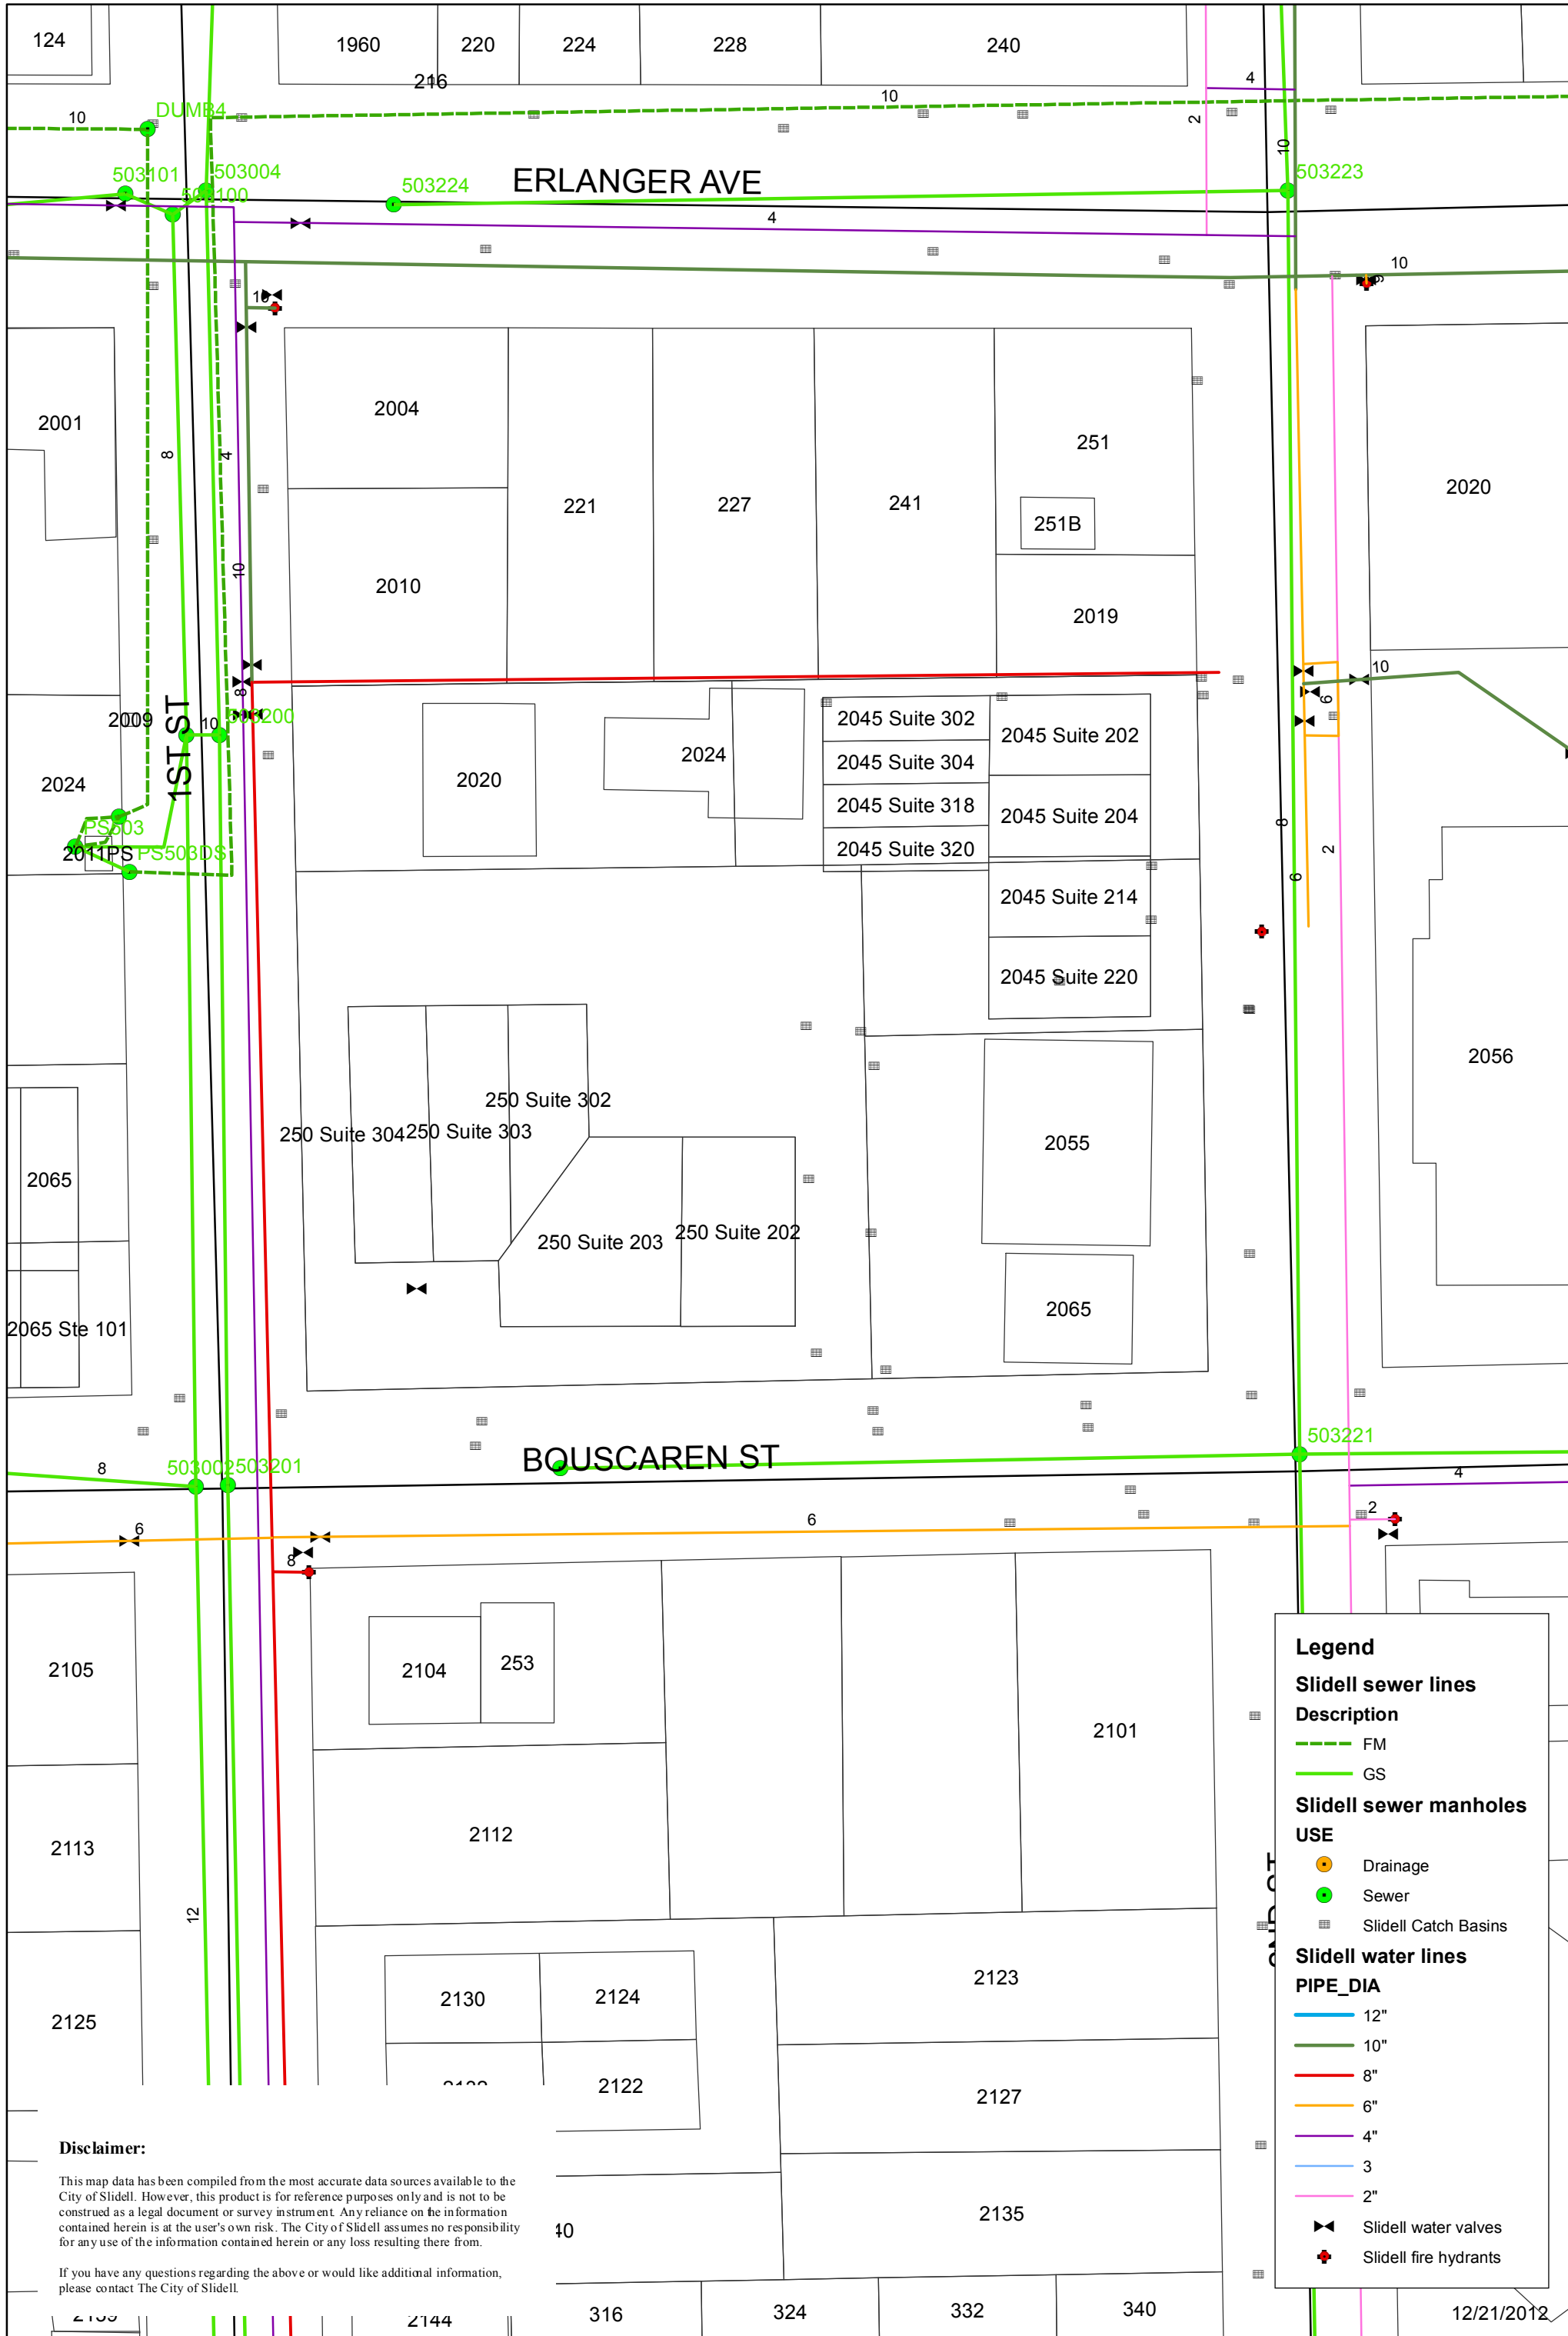 124
1960
220
224
228
240
216
4
10
10
DUMB4
2
10
503101
503004
503100
503224
ERLANGER AVE
503223
4
10
10
6
2001
8
4
2004
251
2020
221
227
241
251B
10
2010
2019
10
8
6
2009
10
503200
1ST ST
2045 Suite 302
2045 Suite 202
2024
2045 Suite 304
2020
2024
2045 Suite 318
2045 Suite 204
PS503
2011PS
PS503DS
2045 Suite 320
8
2
6
2045 Suite 214
2045 Suite 220
2056
250 Suite 302
250 Suite 304
250 Suite 303
2055
2065
250 Suite 203
250 Suite 202
2065
2065 Ste 101
503221
BOUSCAREN ST
8
503002
503201
4
2
6
6
8
2105
2104
253
2101
2113
2112
12
2125
2130
2124
2123
2122
2127
2135
40
316
324
332
340
2144
Legend
Slidell sewer lines
Description
FM
GS
Slidell sewer manholes
USE
Drainage
Sewer
Slidell Catch Basins
Slidell water lines
PIPE_DIA
12"
10"
8"
6"
4"
3
2"
Slidell water valves
Slidell fire hydrants
Disclaimer:
This map data has been compiled from the most accurate data sources available to the
City of Slidell. However, this product is for reference purposes only and is not to be
construed as a legal document or survey instrument. Any reliance on the information
contained herein is at the user's own risk. The City of Slidell assumes no responsibility
for any use of the information contained herein or any loss resulting there from.
If you have any questions regarding the above or would like additional information,
please contact The City of Slidell.
12/21/2012